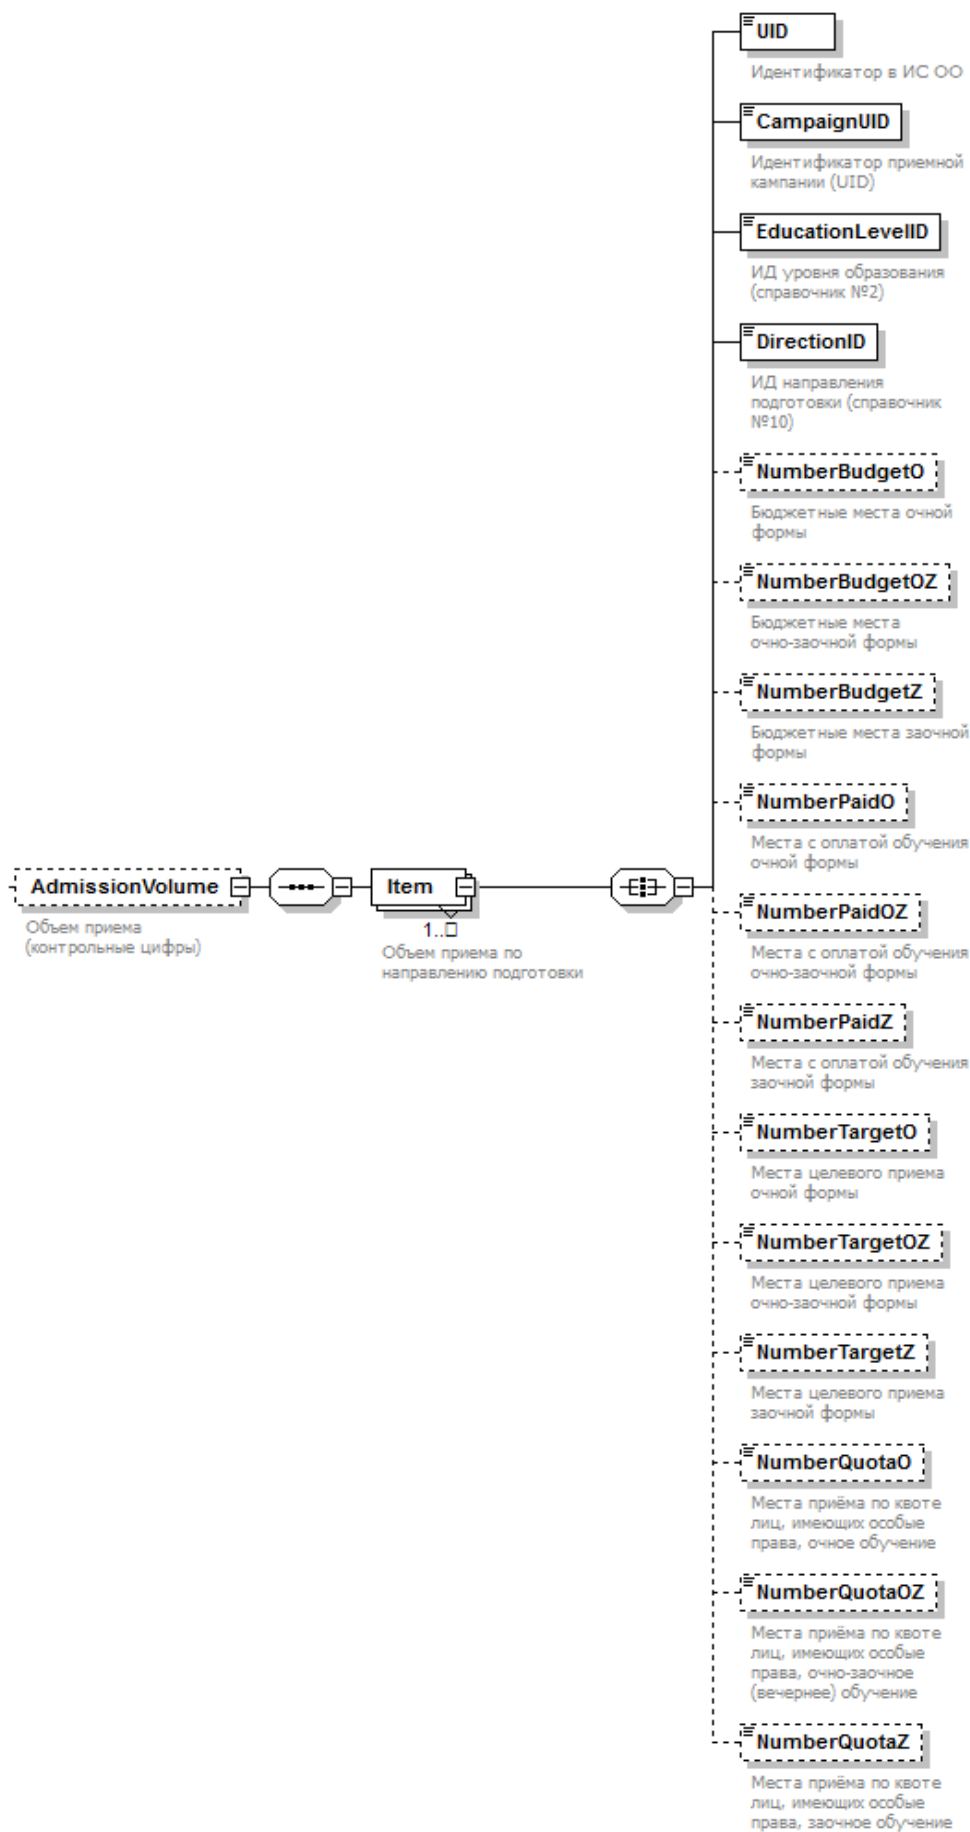 UID
Идентификатор в ИС ОО
CampaignUID
Идентификатор приемной
кампании (UID)
EducationLevelID
ИД уровня образования
(справочник №2)
DirectionID
ИД направления
подготовки (справочник
№10)
NumberBudgetO
Бюджетные места очной
формы
NumberBudgetOZ
Бюджетные места
очно-заочной формы
NumberBudgetZ
Бюджетные места заочной
формы
NumberPaidO
Места с оплатой обучения
очной формы
AdmissionVolume
Объем приема
(контрольные цифры)
Item
1..□
Объем приема по
направлению подготовки
NumberPaidOZ
Места с оплатой обучения
очно-заочной формы
NumberPaidZ
Места с оплатой обучения
заочной формы
NumberTargetO
Места целевого приема
очной формы
NumberTargetOZ
Места целевого приема
очно-заочной формы
NumberTargetZ
Места целевого приема
заочной формы
NumberQuotaO
Места приёма по квоте
лиц, имеющих особые
права, очное обучение
NumberQuotaOZ
Места приёма по квоте
лиц, имеющих особые
права, очно-заочное
(вечернее) обучение
NumberQuotaZ
Места приёма по квоте
лиц, имеющих особые
права, заочное обучение